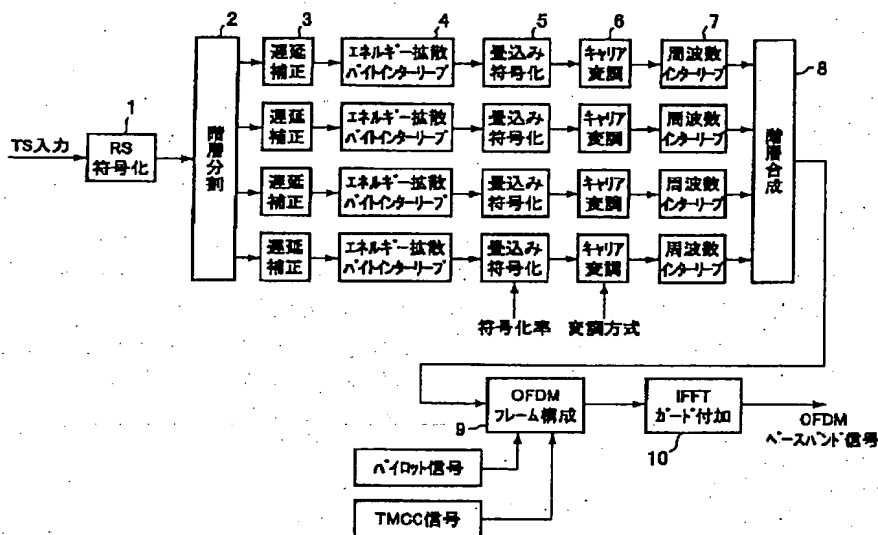 2
3
4
5
6
7
遅延
補正
エネルギー拡散
バイトインターリーブ
畳込み
符号化
キャリア
変調
周波数
インターリーブ
8
1
TS入力
RS
符号化
階層分割
遅延
補正
エネルギー拡散
バイトインターリーブ
畳込み
符号化
キャリア
変調
周波数
インターリーブ
階層合成
遅延
補正
エネルギー拡散
バイトインターリーブ
畳込み
符号化
キャリア
変調
周波数
インターリーブ
遅延
補正
エネルギー拡散
バイトインターリーブ
畳込み
符号化
キャリア
変調
周波数
インターリーブ
符号化率
変調方式
OFDM
フレーム構成
9
IFFT
ガード付加
10
OFDM
ベースバンド信号
パイロット信号
TMCC信号